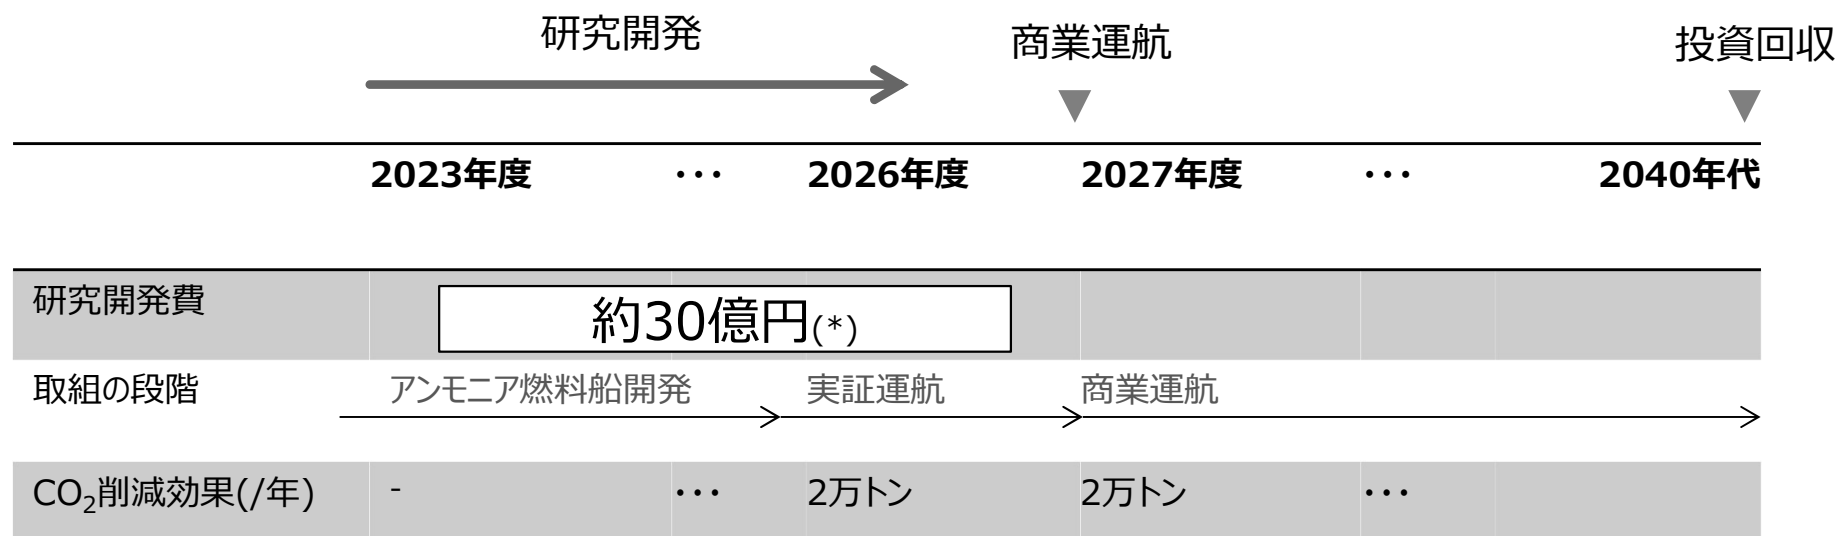 研究開発 商業運航 投資回収
2023年度 ・・・ 2026年度 2027年度 ・・・ 2040年代
研究開発費 約30億円(*)
取組の段階 アンモニア燃料船開発 実証運航 商業運航
CO₂削減効果(/年) - ・・・ 2万トン 2万トン ・・・